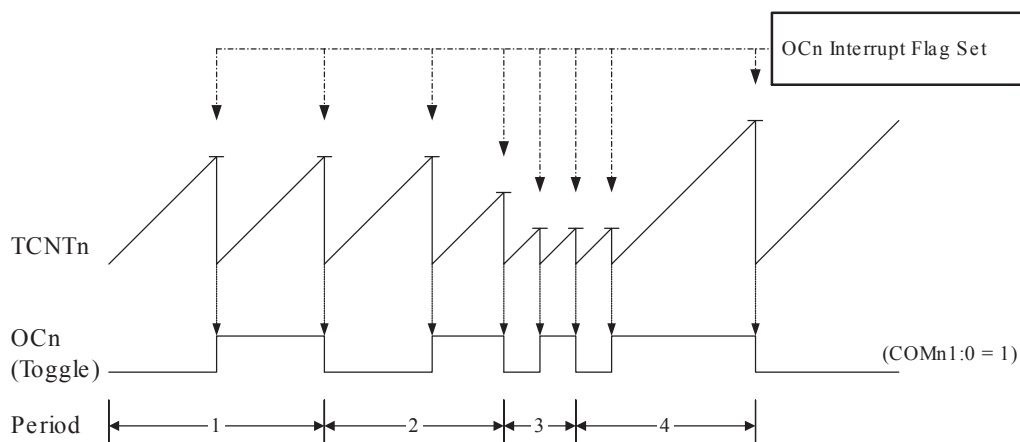 OCn Interrupt Flag Set
TCNTn
OCn
(Toggle)
(COMn1:0 = 1)
Period
1
2
3
4